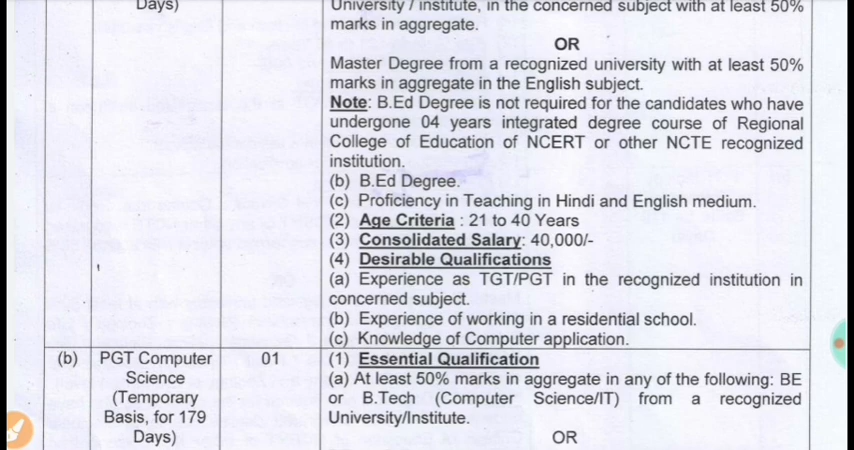 Days)
University / institute, in the concerned subject with at least 50%
marks in aggregate.
OR
Master Degree from a recognized university with at least 50%
marks in aggregate in the English subject.
Note: B.Ed Degree is not required for the candidates who have
undergone 04 years integrated degree course of Regional
College of Education of NCERT or other NCTE recognized
institution.
(b) B.Ed Degree.
(c) Proficiency in Teaching in Hindi and English medium.
(2) Age Criteria : 21 to 40 Years
(3) Consolidated Salary: 40,000/-
(4) Desirable Qualifications
(a) Experience as TGT/PGT in the recognized institution in
concerned subject.
(b) Experience of working in a residential school.
(c) Knowledge of Computer application.
(b) PGT Computer 01 (1) Essential Qualification
Science (a) At least 50% marks in aggregate in any of the following: BE
(Temporary or B.Tech (Computer Science/IT) from a recognized
Basis, for 179 University/Institute.
Days) OR